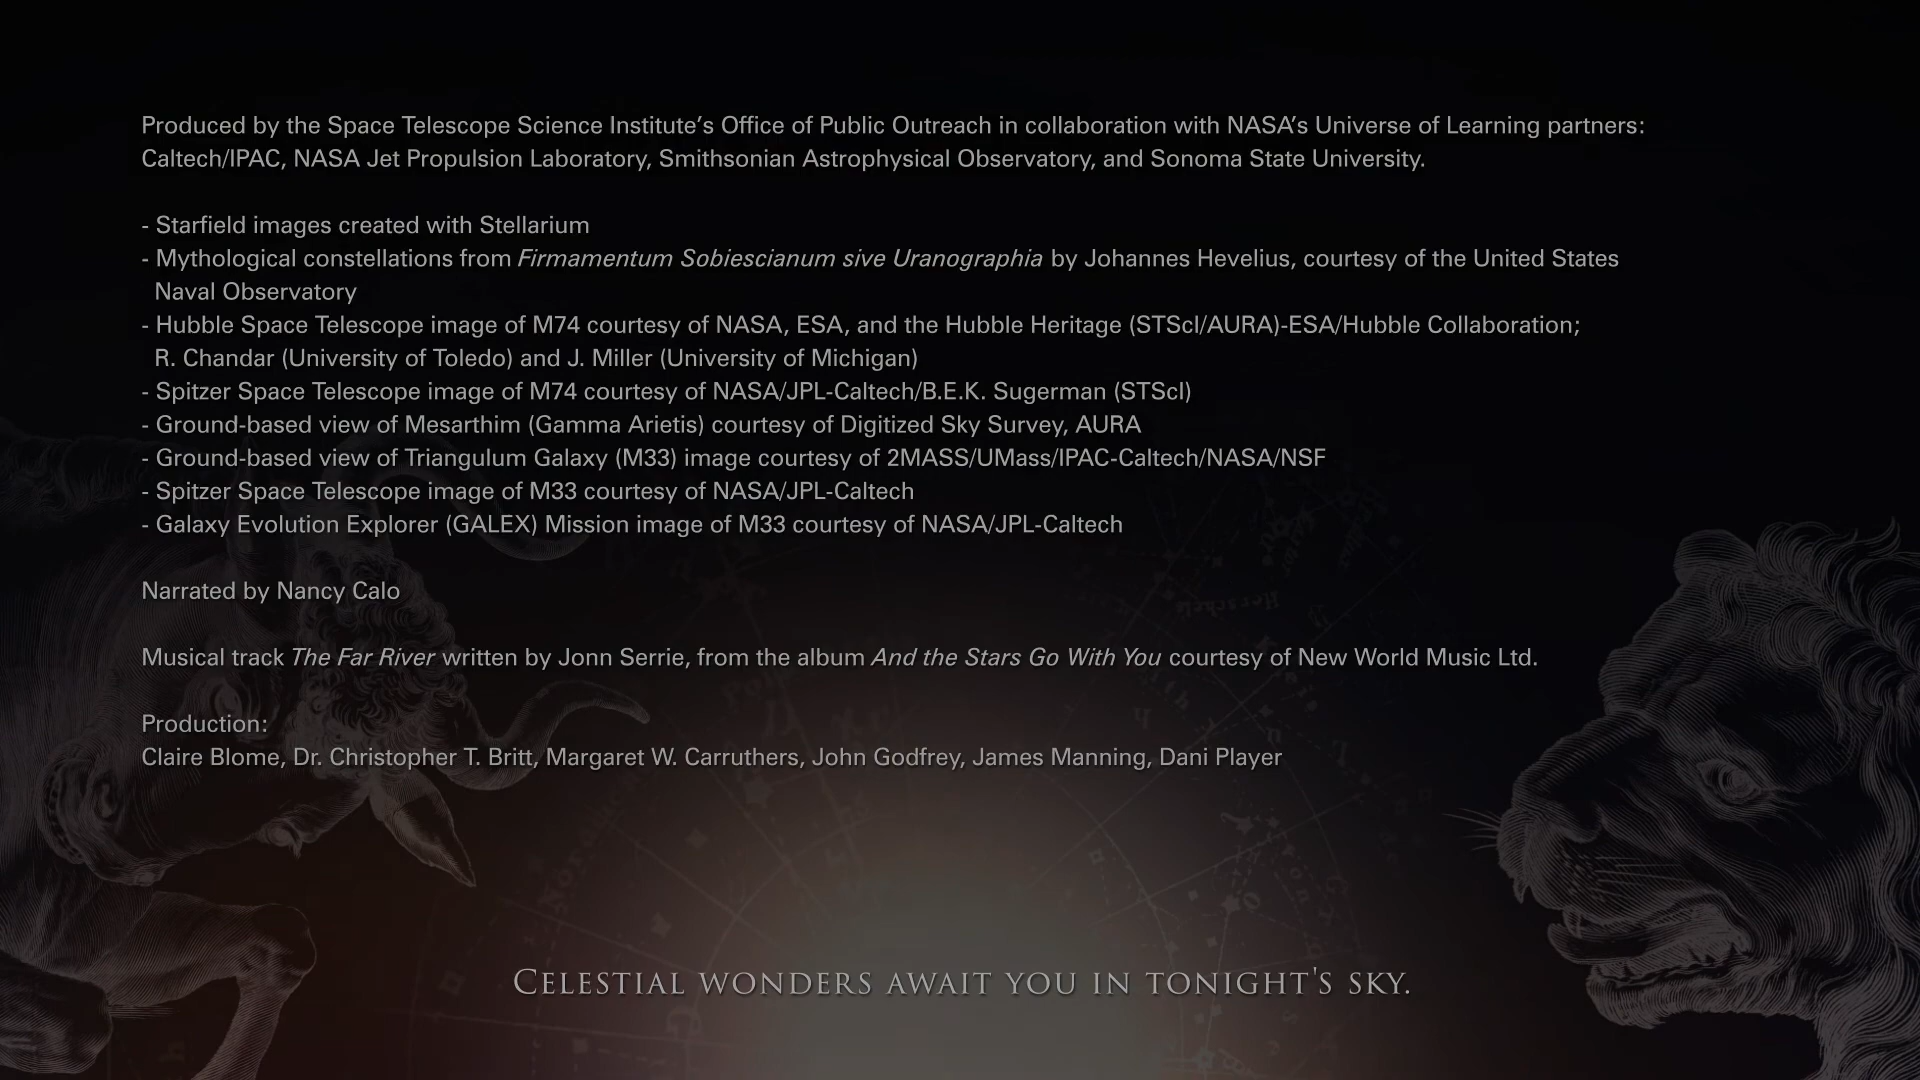 Produced by the Space Telescope Science Institute’s Office of Public Outreach in collaboration with NASA’s Universe of Learning partners:
Caltech/IPAC, NASA Jet Propulsion Laboratory, Smithsonian Astrophysical Observatory, and Sonoma State University.
- Starfield images created with Stellarium
- Mythological constellations from Firmamentum Sobiescianum sive Uranographia by Johannes Hevelius, courtesy of the United States
Naval Observatory
- Hubble Space Telescope image of M74 courtesy of NASA, ESA, and the Hubble Heritage (STScI/AURA)-ESA/Hubble Collaboration;
R. Chandar (University of Toledo) and J. Miller (University of Michigan)
- Spitzer Space Telescope image of M74 courtesy of NASA/JPL-Caltech/B.E.K. Sugerman (STScI)
- Ground-based view of Mesarthim (Gamma Arietis) courtesy of Digitized Sky Survey, AURA
- Ground-based view of Triangulum Galaxy (M33) image courtesy of 2MASS/UMass/IPAC-Caltech/NASA/NSF
- Spitzer Space Telescope image of M33 courtesy of NASA/JPL-Caltech
- Galaxy Evolution Explorer (GALEX) Mission image of M33 courtesy of NASA/JPL-Caltech
Narrated by Nancy Calo
Musical track The Far River written by Jonn Serrie, from the album And the Stars Go With You courtesy of New World Music Ltd.
Production:
Claire Blome, Dr. Christopher T. Britt, Margaret W. Carruthers, John Godfrey, James Manning, Dani Player
Celestial wonders await you in tonight's sky.